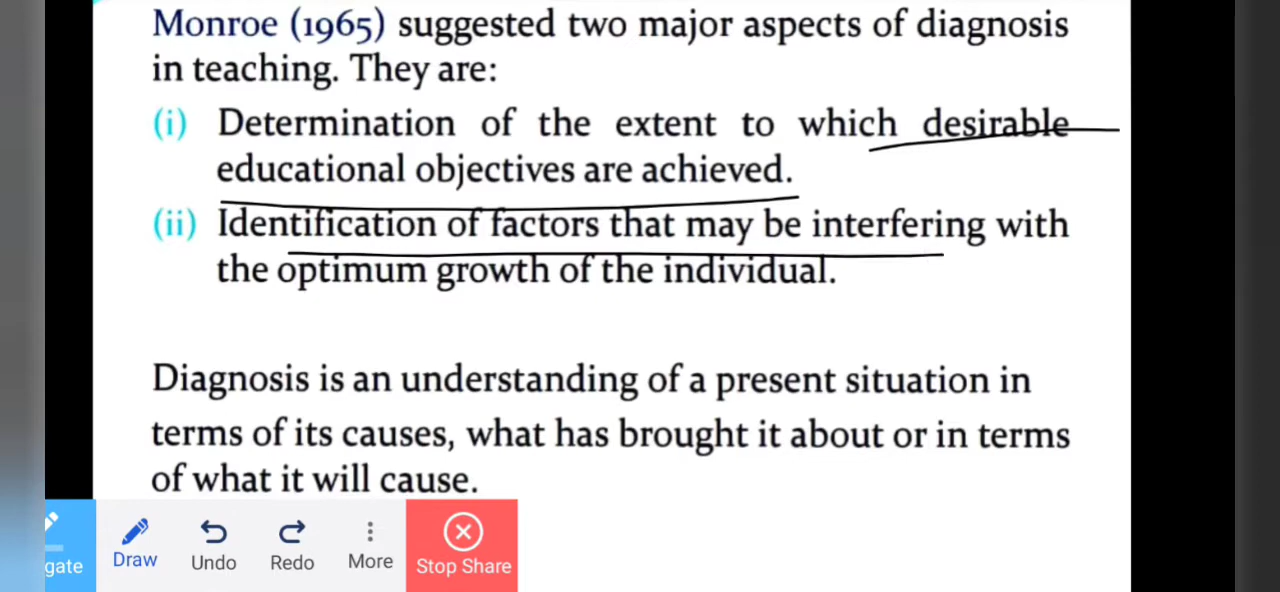 Monroe (1965) suggested two major aspects of diagnosis
in teaching. They are:
(i) Determination of the extent to which desirable
educational objectives are achieved.
(ii) Identification of factors that may be interfering with
the optimum growth of the individual.
Diagnosis is an understanding of a present situation in
terms of its causes, what has brought it about or in terms
of what it will cause.
gate Draw Undo Redo More Stop Share